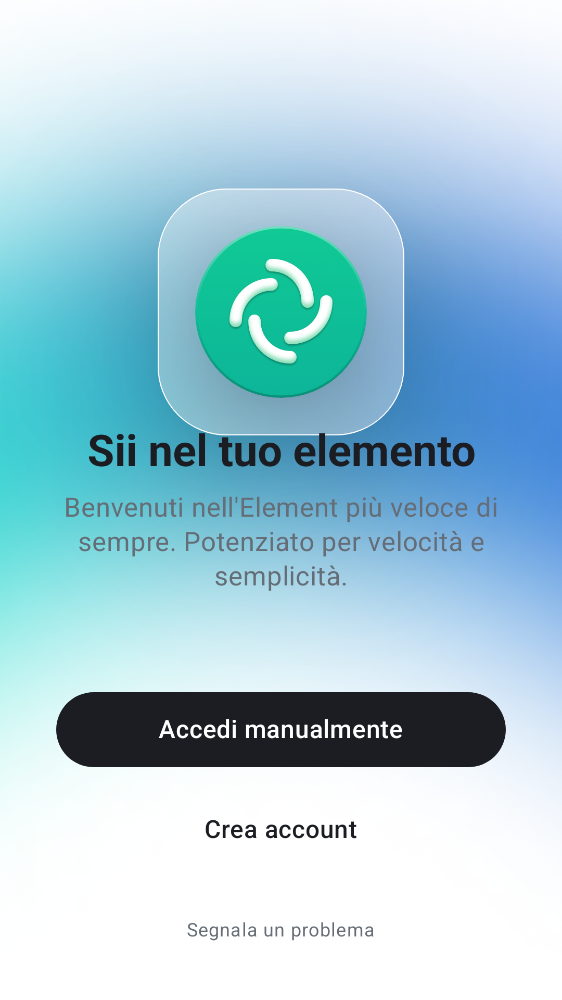 Sii nel tuo elemento
Benvenuti nell'Element più veloce di
sempre. Potenziato per velocità e
semplicità.
Accedi manualmente
Crea account
Segnala un problema